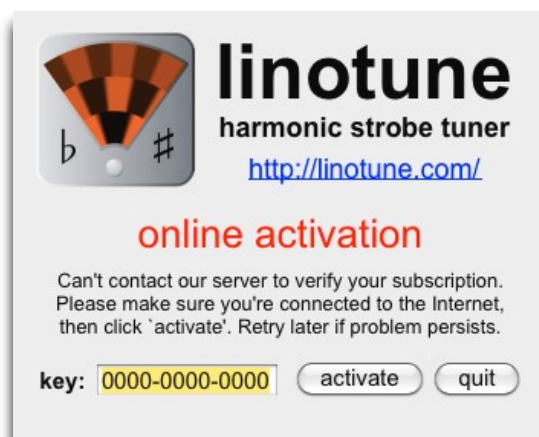 linotune
harmonic strobe tuner
http://linotune.com/
♭ ♯
online activation
Can't contact our server to verify your subscription.
Please make sure you're connected to the Internet,
then click `activate'. Retry later if problem persists.
key: 0000-0000-0000 activate quit